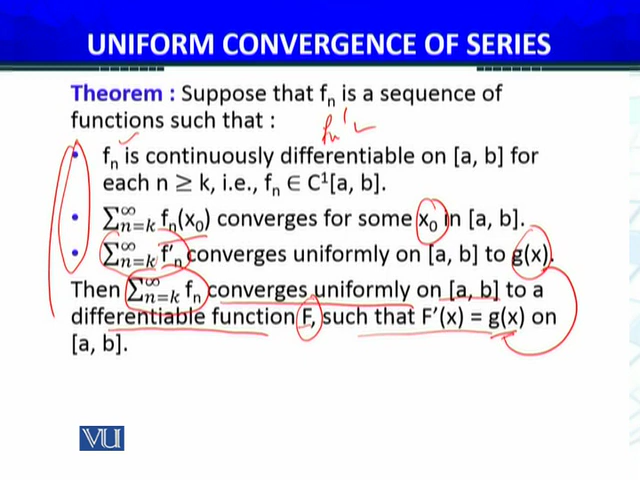 UNIFORM CONVERGENCE OF SERIES
Theorem : Suppose that fₙ is a sequence of
functions such that :
fₙ′
• fₙ is continuously differentiable on [a, b] for
each n ≥ k, i.e., fₙ ∈ C¹[a, b].
• ∑ₙ₌ₖ^∞ fₙ(x₀) converges for some x₀ in [a, b].
• ∑ₙ₌ₖ^∞ f′ₙ converges uniformly on [a, b] to g(x).
Then ∑ₙ₌ₖ^∞ fₙ converges uniformly on [a, b] to a
differentiable function F, such that F′(x) = g(x) on
[a, b].
VU